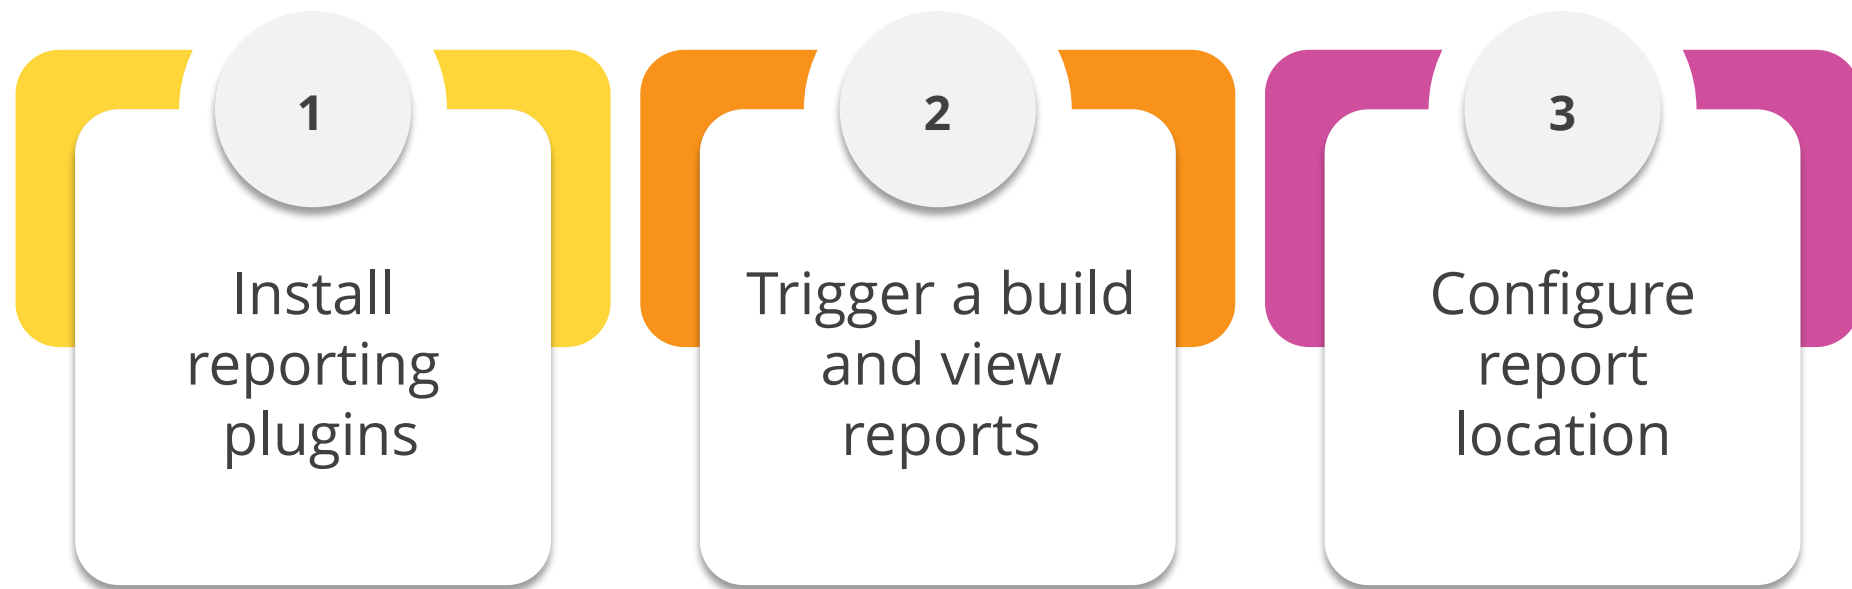 1
Install
reporting
plugins
2
Trigger a build
and view
reports
3
Configure
report
location